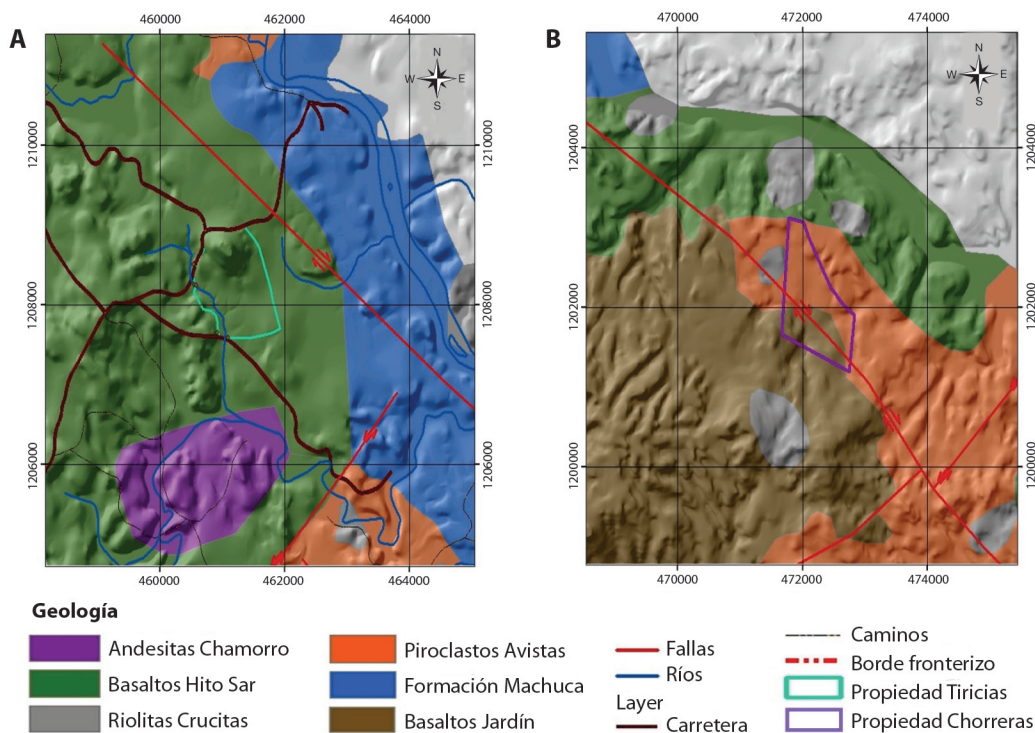 A
460000
462000
464000
N
W E
S
1210000
1208000
1206000
1210000
1208000
1206000
460000
462000
464000
B
470000
472000
474000
N
W E
S
1204000
1202000
1200000
1204000
1202000
1200000
470000
472000
474000
Geología
Andesitas Chamorro
Basaltos Hito Sar
Riolitas Crucitas
Piroclastos Avistas
Formación Machuca
Basaltos Jardín
Fallas
Ríos
Layer
Carretera
Caminos
Borde fronterizo
Propiedad Tiricias
Propiedad Chorreras